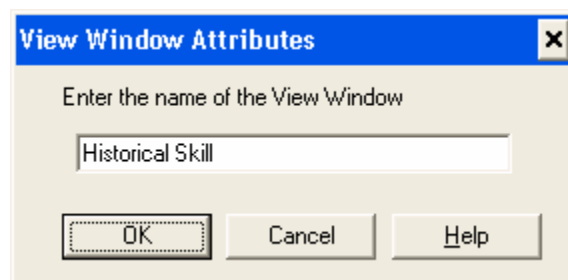 View Window Attributes
Enter the name of the View Window
Historical Skill
OK Cancel Help